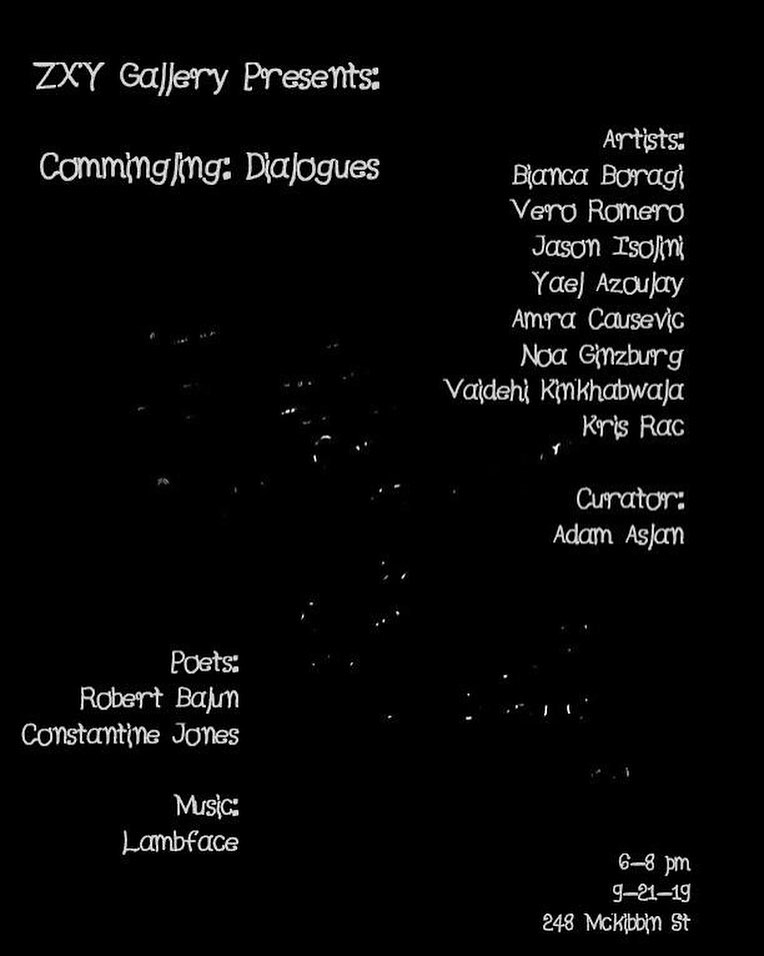 ZXY Gallery Presents:
Commingling: Dialogues
Artists:
Bianca Boragi
Vero Romero
Jason Isolini
Yael Azoulay
Amra Causevic
Noa Ginzburg
Vaidehi Kinkhabwala
Kris Rac
Curator:
Adam Aslan
Poets:
Robert Balun
Constantine Jones
Music:
Lambface
6-8 pm
9-21-19
248 McKibbin St